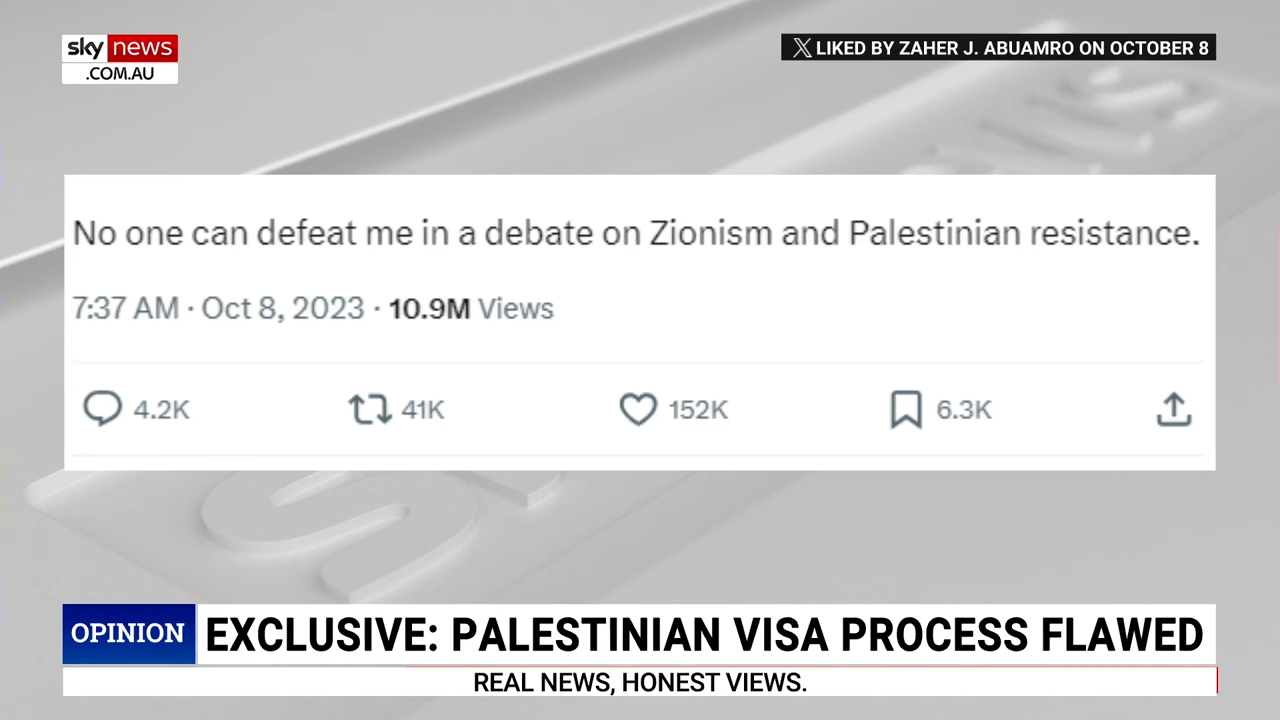 sky news
.COM.AU
X LIKED BY ZAHER J. ABUAMRO ON OCTOBER 8
No one can defeat me in a debate on Zionism and Palestinian resistance.
7:37 AM · Oct 8, 2023 · 10.9M Views
4.2K 41K 152K 6.3K
OPINION EXCLUSIVE: PALESTINIAN VISA PROCESS FLAWED
REAL NEWS, HONEST VIEWS.